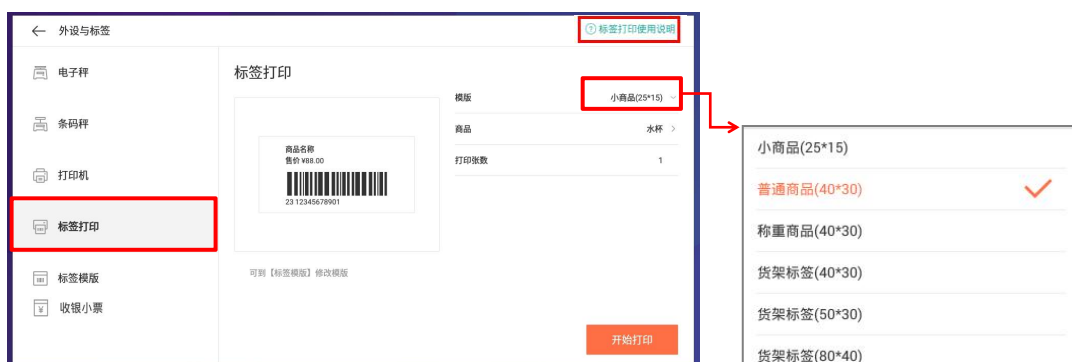 外设与标签
标签打印使用说明
电子秤
条码秤
打印机
标签打印
标签模版
收银小票
标签打印
商品名称
售价 ¥88.00
23 12345678901
可到【标签模版】修改模版
模版 小商品(25*15)
商品 水杯
打印张数 1
开始打印
小商品(25*15)
普通商品(40*30)
称重商品(40*30)
货架标签(40*30)
货架标签(50*30)
货架标签(80*40)